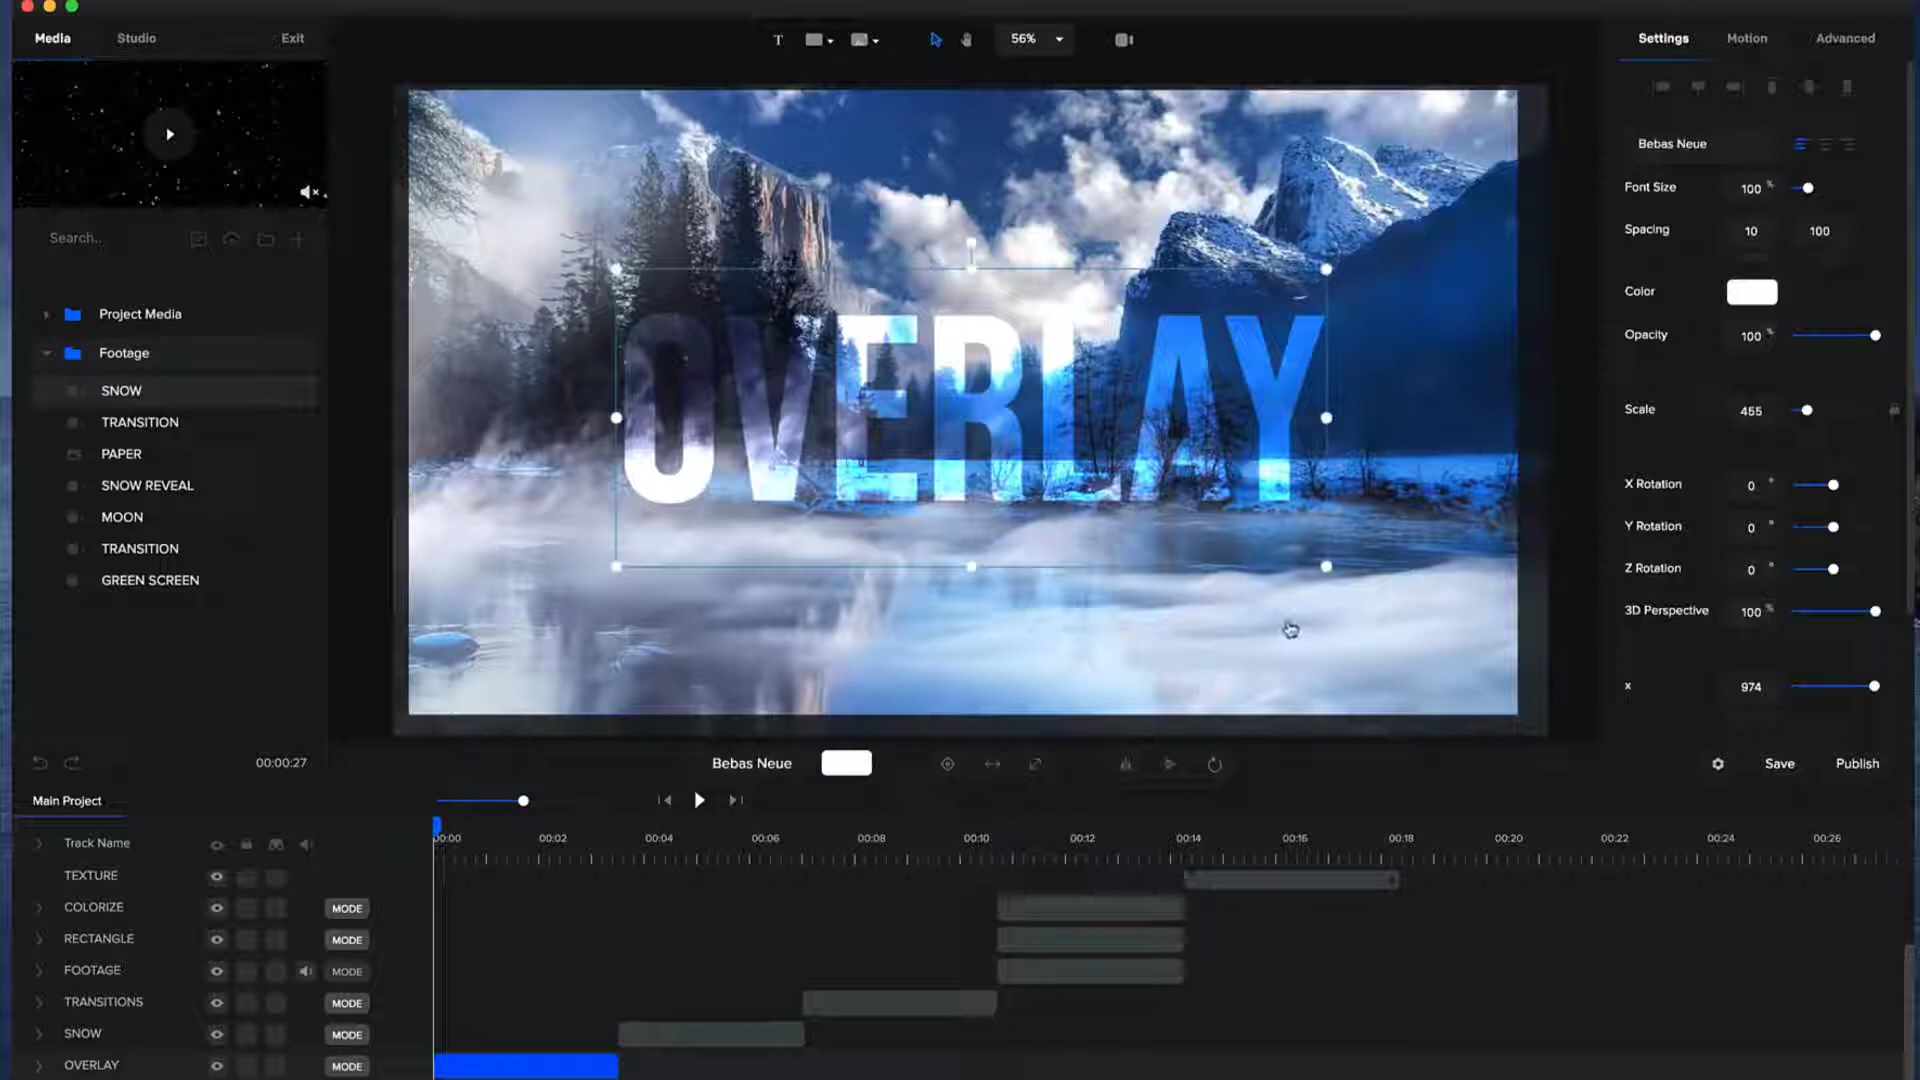 Media
Studio
Exit
T
56%
Settings
Motion
Advanced
Search..
Project Media
Footage
SNOW
TRANSITION
PAPER
SNOW REVEAL
MOON
TRANSITION
GREEN SCREEN
OVERLAY
Bebas Neue
Font Size
100 %
Spacing
10
100
Color
Opacity
100 %
Scale
455
X Rotation
0 °
Y Rotation
0 °
Z Rotation
0 °
3D Perspective
100 %
x
974
00:00:27
Bebas Neue
Save
Publish
Main Project
00:00 00:02 00:04 00:06 00:08 00:10 00:12 00:14 00:16 00:18 00:20 00:22 00:24 00:26
Track Name
TEXTURE
COLORIZE MODE
RECTANGLE MODE
FOOTAGE MODE
TRANSITIONS MODE
SNOW MODE
OVERLAY MODE